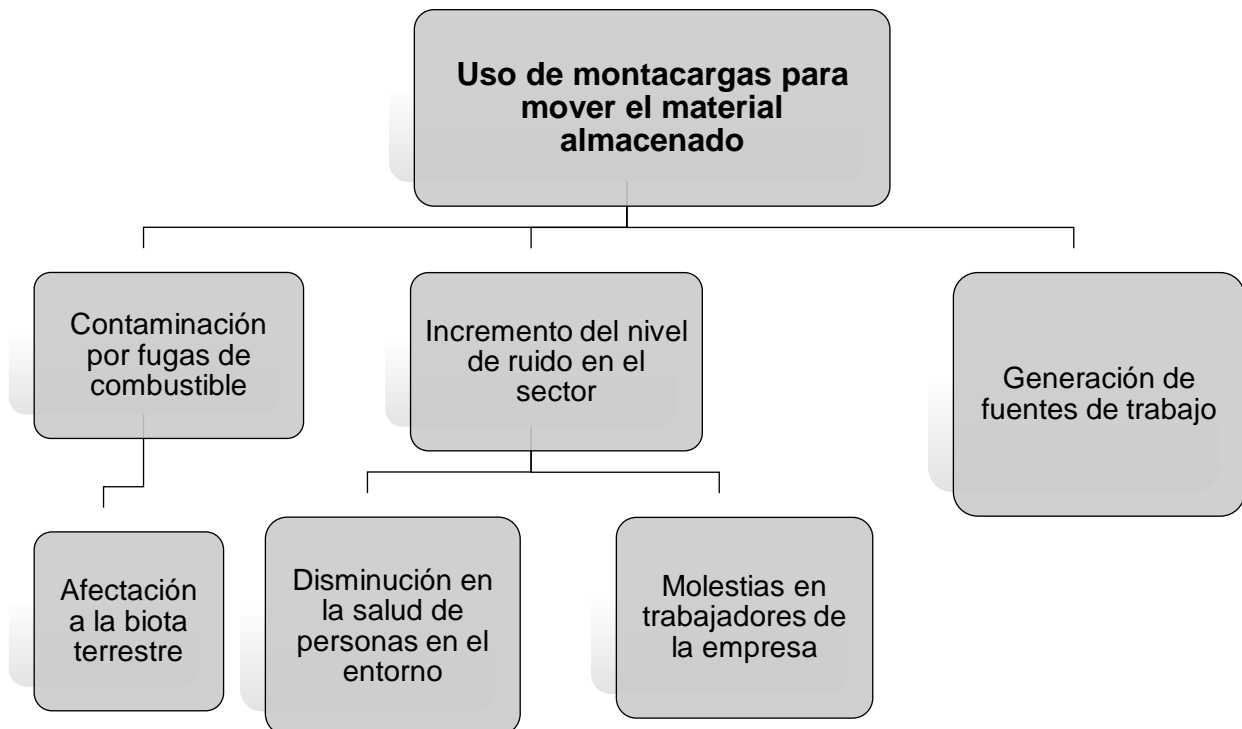 Uso de montacargas para
mover el material
almacenado
Contaminación
por fugas de
combustible
Incremento del nivel
de ruido en el
sector
Generación de
fuentes de trabajo
Afectación
a la biota
terrestre
Disminución en
la salud de
personas en el
entorno
Molestias en
trabajadores de
la empresa